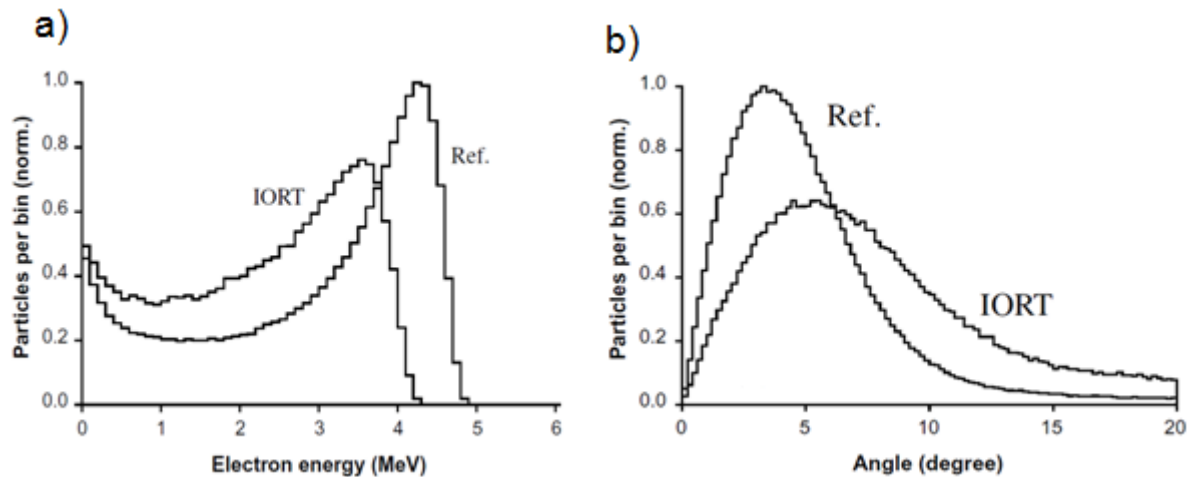 a)
1.0
0.8
0.6
0.4
0.2
0.0
Particles per bin (norm.)
IORT
Ref.
0 1 2 3 4 5 6
Electron energy (MeV)
b)
1.0
0.8
0.6
0.4
0.2
0.0
Particles per bin (norm.)
Ref.
IORT
0 5 10 15 20
Angle (degree)